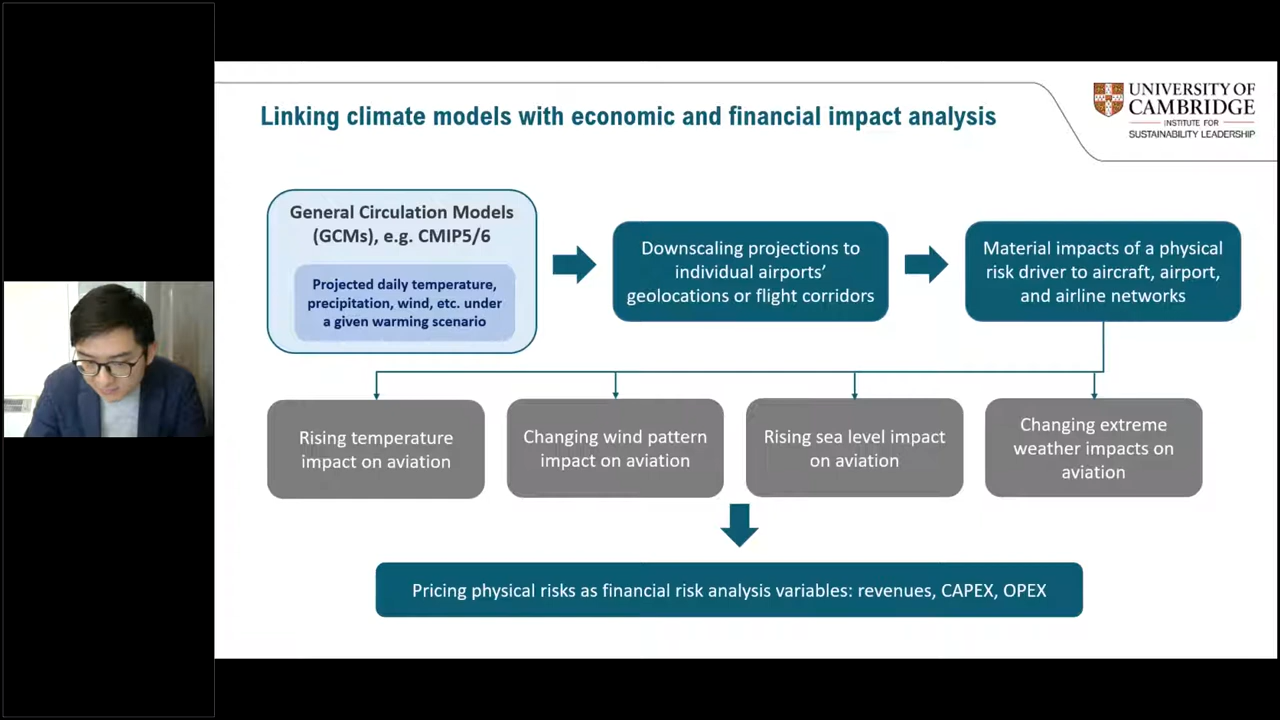 Linking climate models with economic and financial impact analysis
UNIVERSITY OF
CAMBRIDGE
INSTITUTE FOR
SUSTAINABILITY LEADERSHIP
General Circulation Models
(GCMs), e.g. CMIP5/6
Projected daily temperature,
precipitation, wind, etc. under
a given warming scenario
Downscaling projections to
individual airports’
geolocations or flight corridors
Material impacts of a physical
risk driver to aircraft, airport,
and airline networks
Rising temperature
impact on aviation
Changing wind pattern
impact on aviation
Rising sea level impact
on aviation
Changing extreme
weather impacts on
aviation
Pricing physical risks as financial risk analysis variables: revenues, CAPEX, OPEX